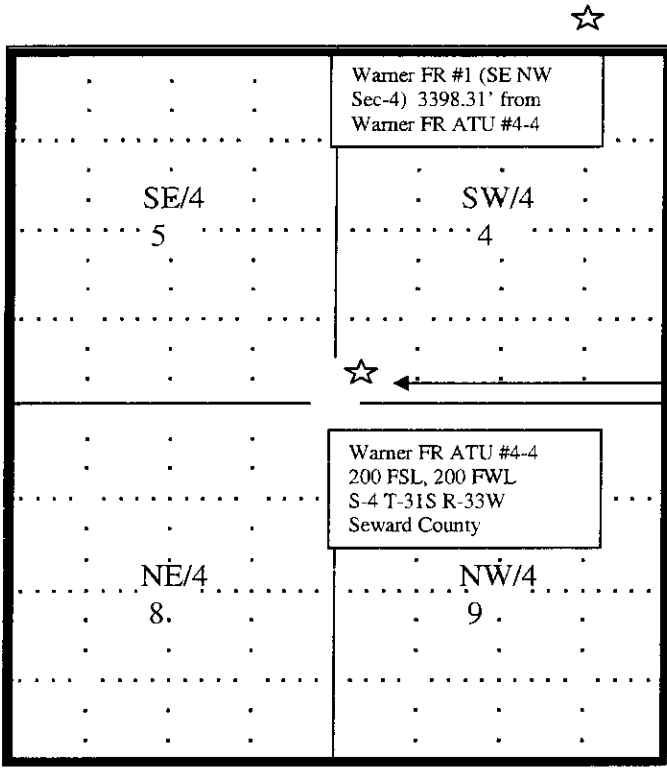 Warner FR #1 (SE NW
Sec-4) 3398.31' from
Warner FR ATU #4-4
SE/4
5
SW/4
4
Warner FR ATU #4-4
200 FSL, 200 FWL
S-4 T-31S R-33W
Seward County
NE/4
8
NW/4
9